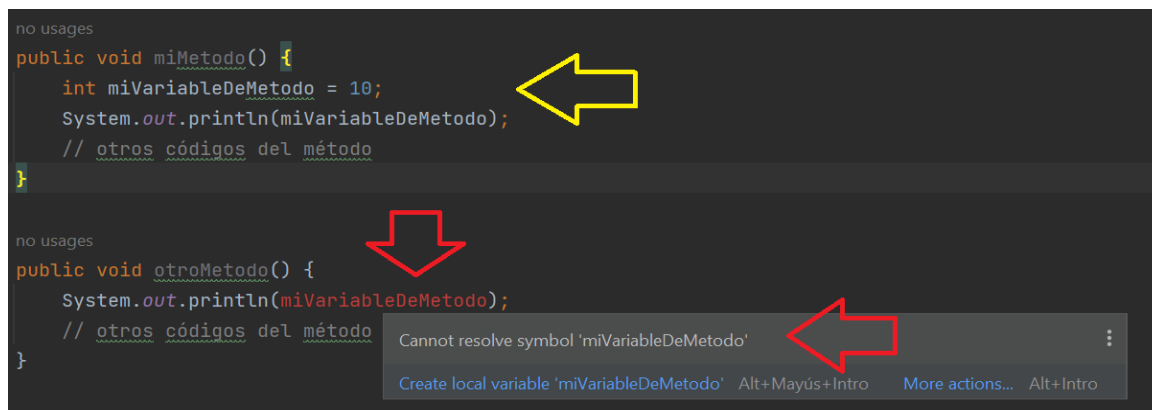 no usages
public void miMetodo() {
int miVariableDeMetodo = 10;
System.out.println(miVariableDeMetodo);
// otros códigos del método
}
no usages
public void otroMetodo() {
System.out.println(miVariableDeMetodo);
// otros códigos del método
Cannot resolve symbol 'miVariableDeMetodo'
}
Create local variable 'miVariableDeMetodo' Alt+Mayús+Intro More actions... Alt+Intro